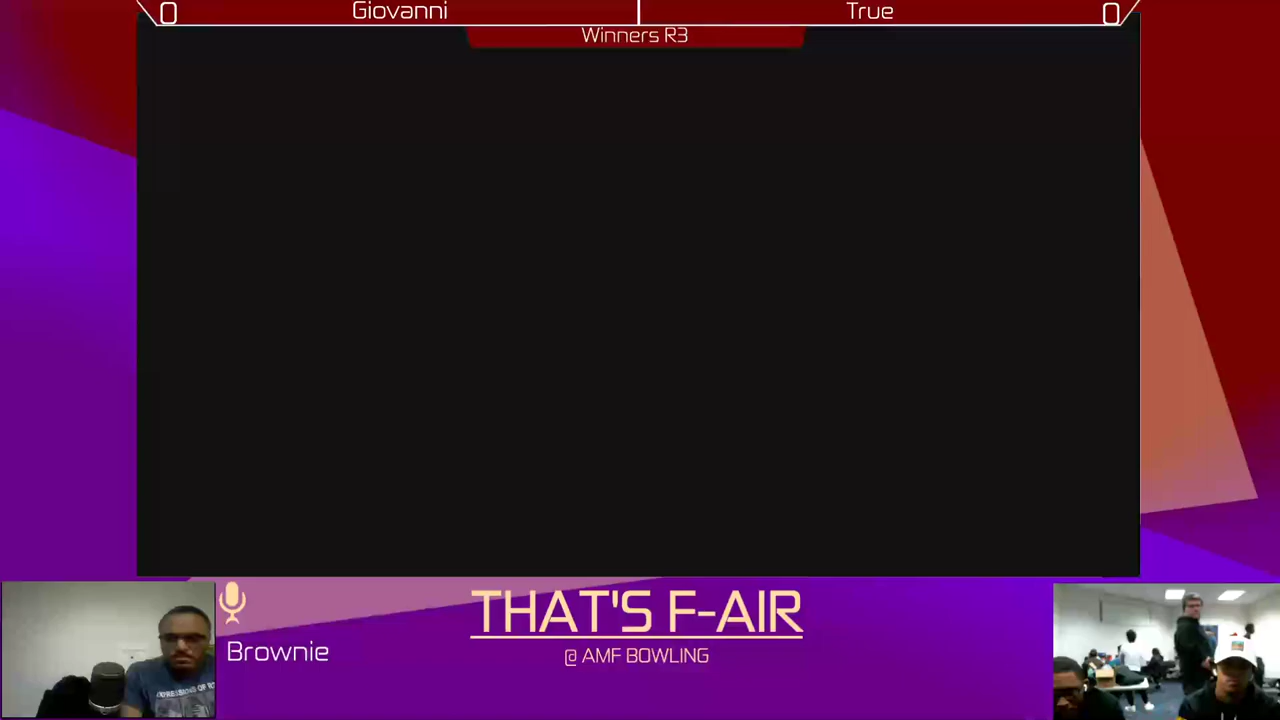 0 Giovanni True 0
Winners R3
THAT'S F-AIR
Brownie
@ AMF BOWLING